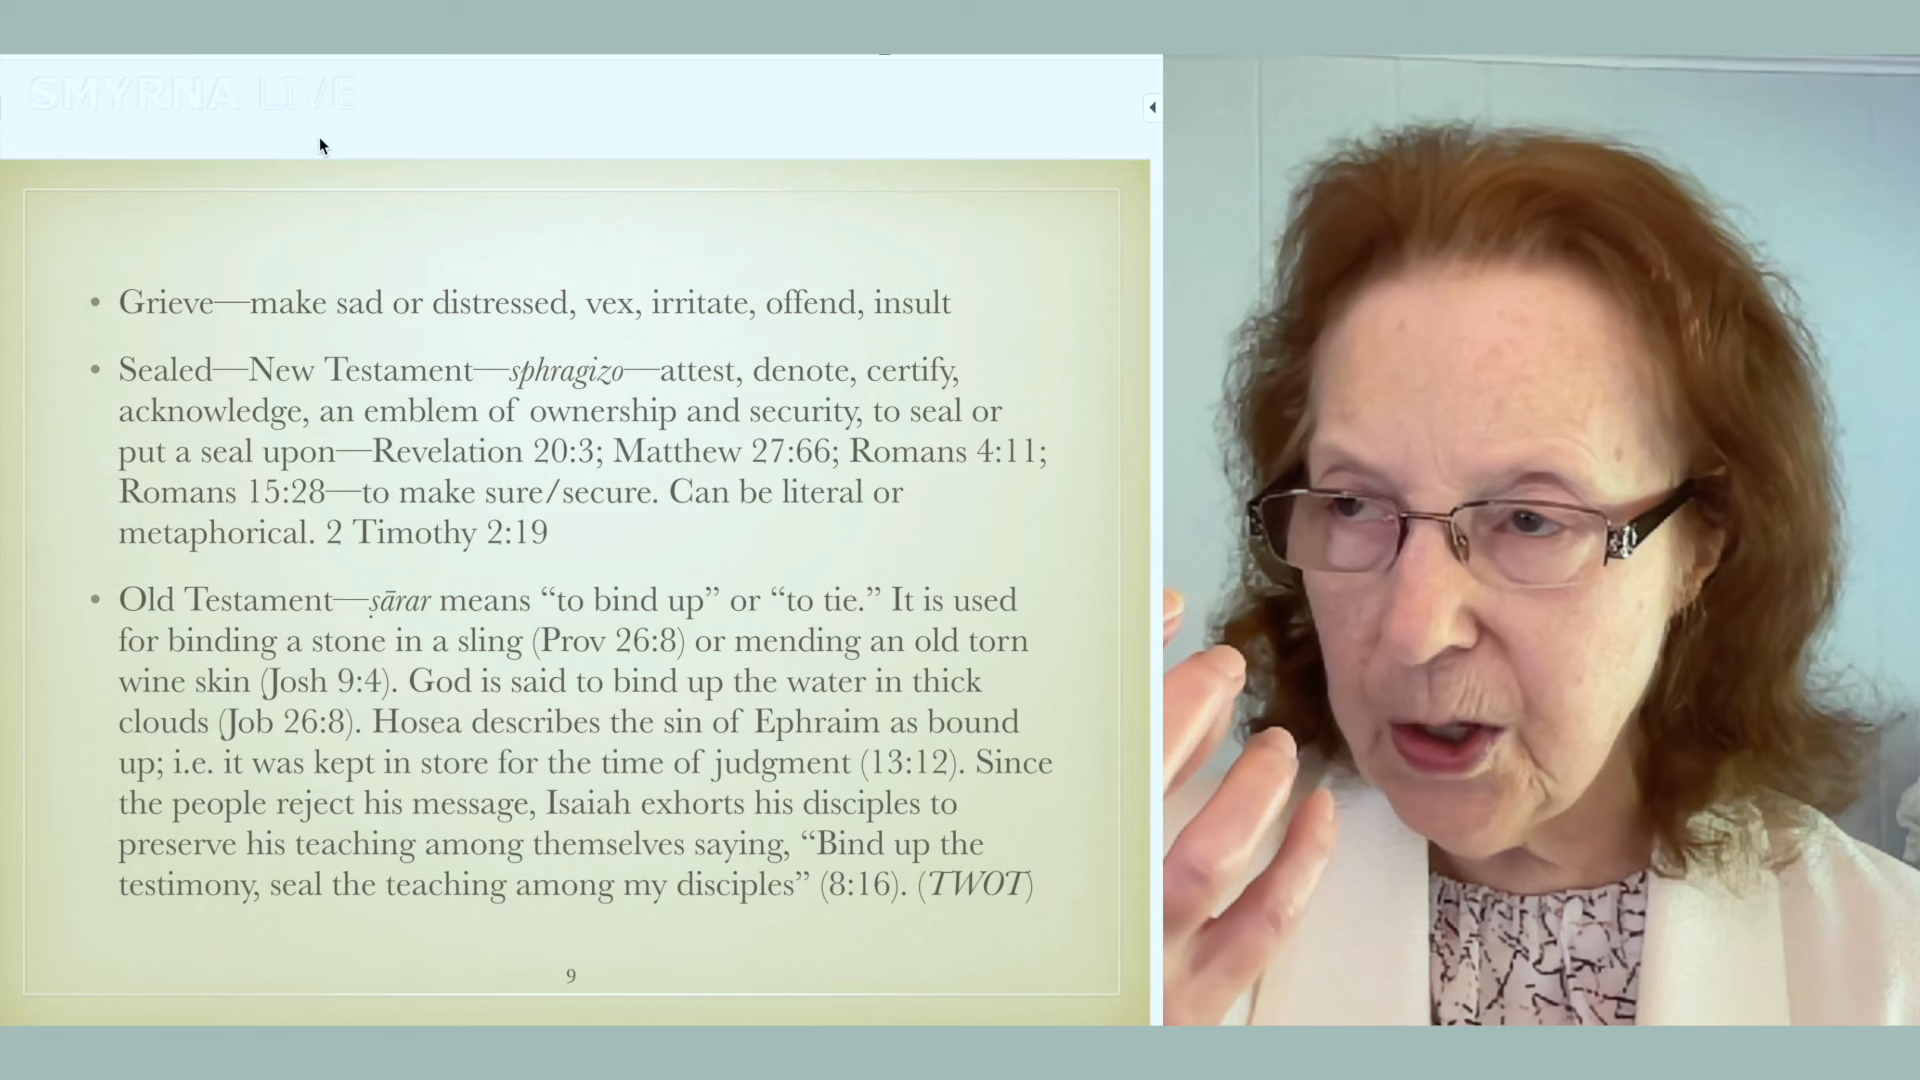 SMYRNA LIVE
• Grieve—make sad or distressed, vex, irritate, offend, insult
• Sealed—New Testament—sphragizo—attest, denote, certify,
acknowledge, an emblem of ownership and security, to seal or
put a seal upon—Revelation 20:3; Matthew 27:66; Romans 4:11;
Romans 15:28—to make sure/secure. Can be literal or
metaphorical. 2 Timothy 2:19
• Old Testament—ṣārar means “to bind up” or “to tie.” It is used
for binding a stone in a sling (Prov 26:8) or mending an old torn
wine skin (Josh 9:4). God is said to bind up the water in thick
clouds (Job 26:8). Hosea describes the sin of Ephraim as bound
up; i.e. it was kept in store for the time of judgment (13:12). Since
the people reject his message, Isaiah exhorts his disciples to
preserve his teaching among themselves saying, “Bind up the
testimony, seal the teaching among my disciples” (8:16). (TWOT)
9